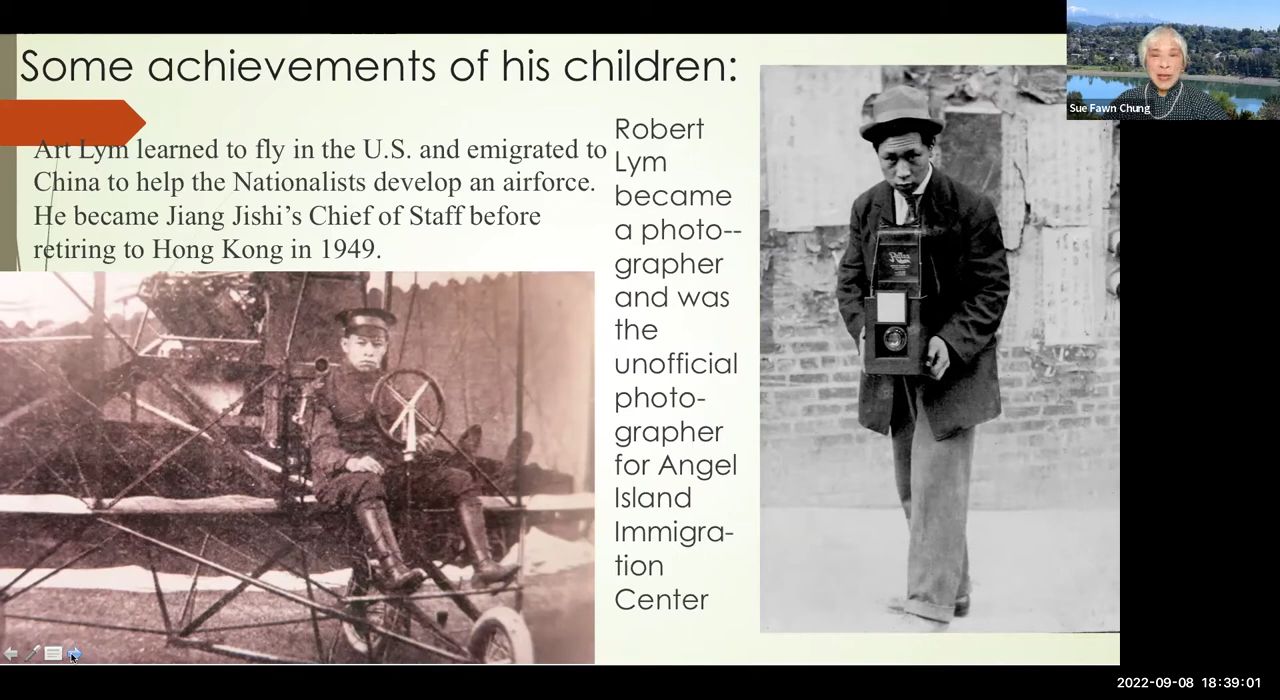 Some achievements of his children:
Art Lym learned to fly in the U.S. and emigrated to
China to help the Nationalists develop an airforce.
He became Jiang Jishi’s Chief of Staff before
retiring to Hong Kong in 1949.
Robert
Lym
became
a photo--
grapher
and was
the
unofficial
photo-
grapher
for Angel
Island
Immigra-
tion
Center
Sue Fawn Chung
2022-09-08 18:39:01